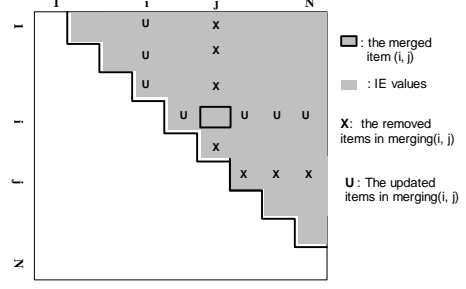 1 i j N
1 U X
U X
U X
i U U U U
X
j X X X
N
: the merged
item (i, j)
: IE values
X: the removed
items in merging(i, j)
U : The updated
items in merging(i, j)